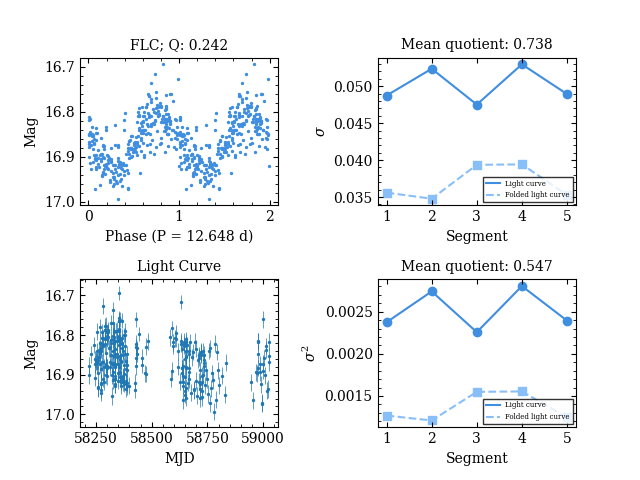 FLC; Q: 0.242
Mag
16.7
16.8
16.9
17.0
0
1
2
Phase (P = 12.648 d)
Mean quotient: 0.738
σ
0.050
0.045
0.040
0.035
Light curve
Folded light curve
1
2
3
4
5
Segment
Light Curve
Mag
16.7
16.8
16.9
17.0
58250
58500
58750
59000
MJD
Mean quotient: 0.547
σ²
0.0025
0.0020
0.0015
Light curve
Folded light curve
1
2
3
4
5
Segment